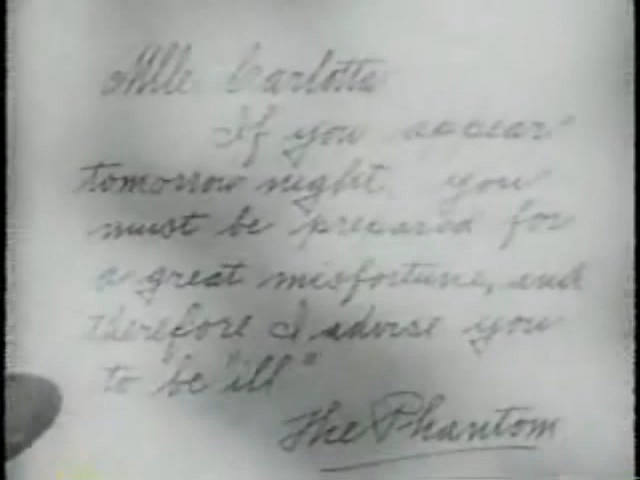 Mlle. Carlotta
If you appear
tomorrow night you
must be prepared for
a great misfortune, and
therefore I advise you
to be "ill"
The Phantom